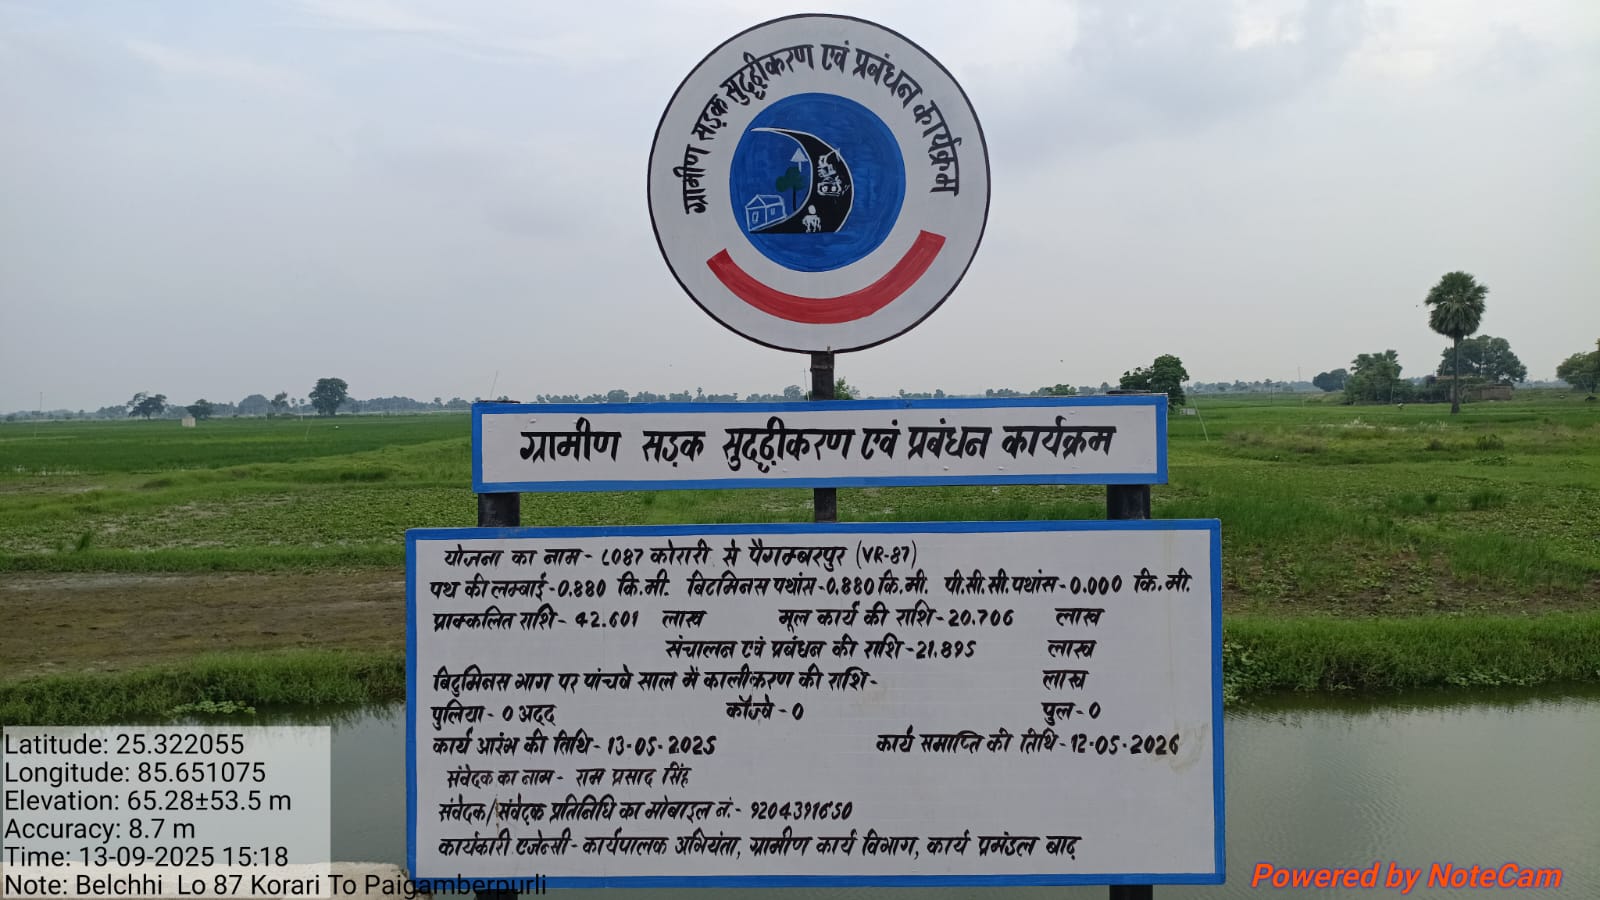 ग्रामीण सड़क सुदृढ़ीकरण एवं प्रबंधन कार्यक्रम
ग्रामीण सड़क सुदृढ़ीकरण एवं प्रबंधन कार्यक्रम
योजना का नाम - L087 कोरारी से पैगम्बरपुर (VR-87)
पथ की लम्बाई-0.880 कि.मी. बिटमिनस पथांस-0.880 कि.मी. पी.सी.सी.पथांस-0.000 कि.मी.
प्राक्कलित राशि- 42.601 लाख मूल कार्य की राशि-20.706 लाख
संचालन एवं प्रबंधन की राशि-21.895 लाख
बिटुमिनस भाग पर पांचवे साल में कालीकरण की राशि- लाख
पुलिया - 0 अदद कॉज्वे - 0 पुल-0
कार्य आरंभ की तिथि-13-05-2025 कार्य समाप्ति की तिथि-12-05-2026
संवेदक का नाम- राम प्रसाद सिंह
संवेदक/संवेदक प्रतिनिधि का मोबाइल नं.- 9204391650
कार्यकारी एजेन्सी-कार्यपालक अभियंता, ग्रामीण कार्य विभाग, कार्य प्रमंडल बाढ़
Latitude: 25.322055
Longitude: 85.651075
Elevation: 65.28±53.5 m
Accuracy: 8.7 m
Time: 13-09-2025 15:18
Note: Belchhi Lo 87 Korari To Paigamberpurli
Powered by NoteCam